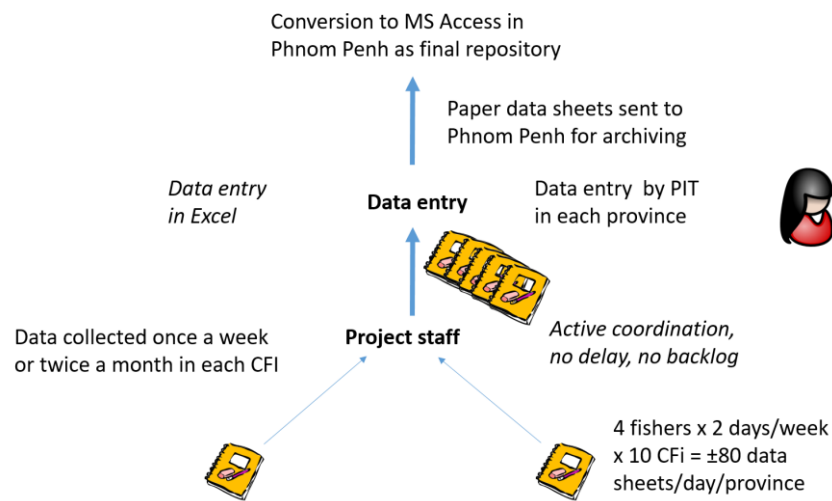 Conversion to MS Access in
Phnom Penh as final repository
Paper data sheets sent to
Phnom Penh for archiving
Data entry
in Excel
Data entry
Data entry by PIT
in each province
Data collected once a week
or twice a month in each CFI
Project staff
Active coordination,
no delay, no backlog
4 fishers x 2 days/week
x 10 CFi = ±80 data
sheets/day/province